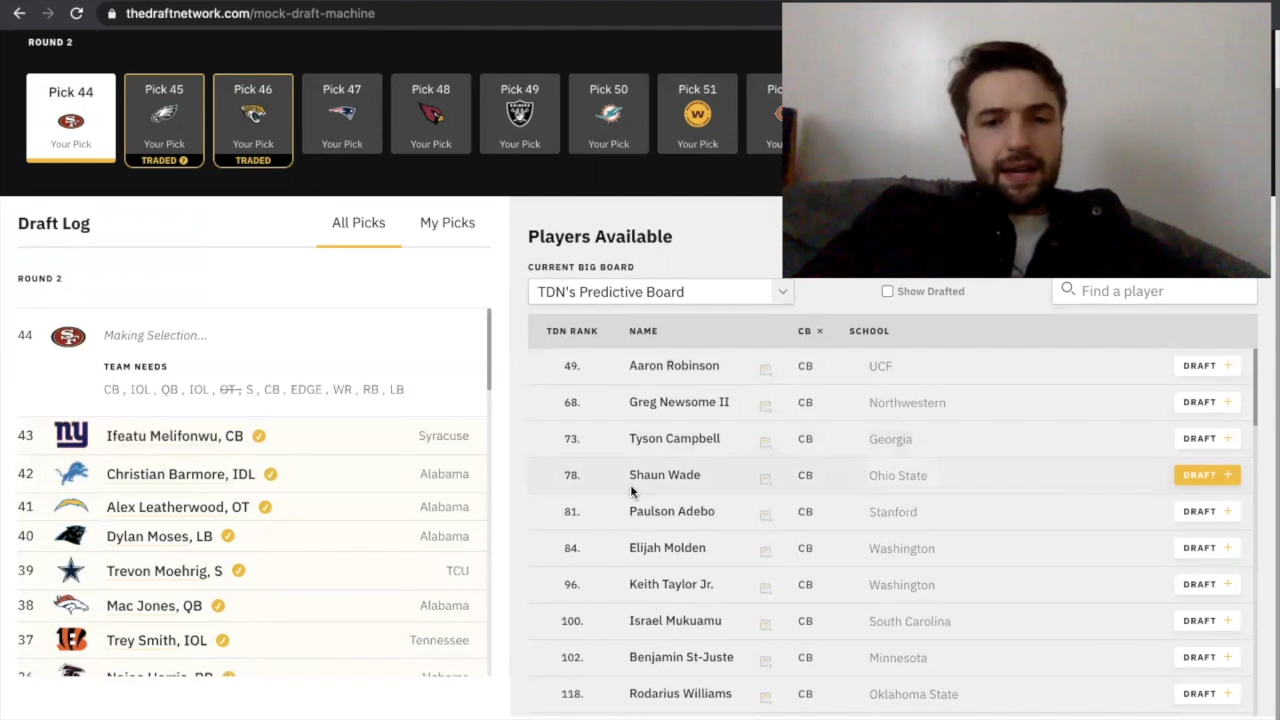 thedraftnetwork.com/mock-draft-machine
ROUND 2
Pick 44
Your Pick
Pick 45
Your Pick
TRADED ?
Pick 46
Your Pick
TRADED
Pick 47
Your Pick
Pick 48
Your Pick
Pick 49
RAIDERS
Your Pick
Pick 50
Your Pick
Pick 51
W
Your Pick
Draft Log
All Picks
My Picks
ROUND 2
44 SF Making Selection...
TEAM NEEDS
CB , IOL , QB , IOL , OT , S , CB , EDGE , WR , RB , LB
43 ny Ifeatu Melifonwu, CB Syracuse
42 Christian Barmore, IDL Alabama
41 Alex Leatherwood, OT Alabama
40 Dylan Moses, LB Alabama
39 Trevon Moehrig, S TCU
38 Mac Jones, QB Alabama
37 Trey Smith, IOL Tennessee
Players Available
CURRENT BIG BOARD
TDN's Predictive Board
Show Drafted
Find a player
TDN RANK NAME CB × SCHOOL
49. Aaron Robinson CB UCF DRAFT +
68. Greg Newsome II CB Northwestern DRAFT +
73. Tyson Campbell CB Georgia DRAFT +
78. Shaun Wade CB Ohio State DRAFT +
81. Paulson Adebo CB Stanford DRAFT +
84. Elijah Molden CB Washington DRAFT +
96. Keith Taylor Jr. CB Washington DRAFT +
100. Israel Mukuamu CB South Carolina DRAFT +
102. Benjamin St-Juste CB Minnesota DRAFT +
118. Rodarius Williams CB Oklahoma State DRAFT +